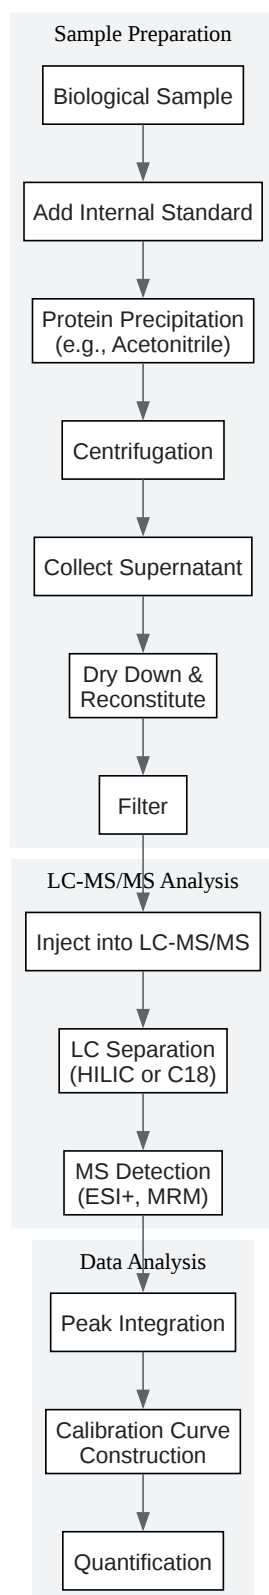 Sample Preparation
Biological Sample
Add Internal Standard
Protein Precipitation
(e.g., Acetonitrile)
Centrifugation
Collect Supernatant
Dry Down &
Reconstitute
Filter
LC-MS/MS Analysis
Inject into LC-MS/MS
LC Separation
(HILIC or C18)
MS Detection
(ESI+, MRM)
Data Analysis
Peak Integration
Calibration Curve
Construction
Quantification